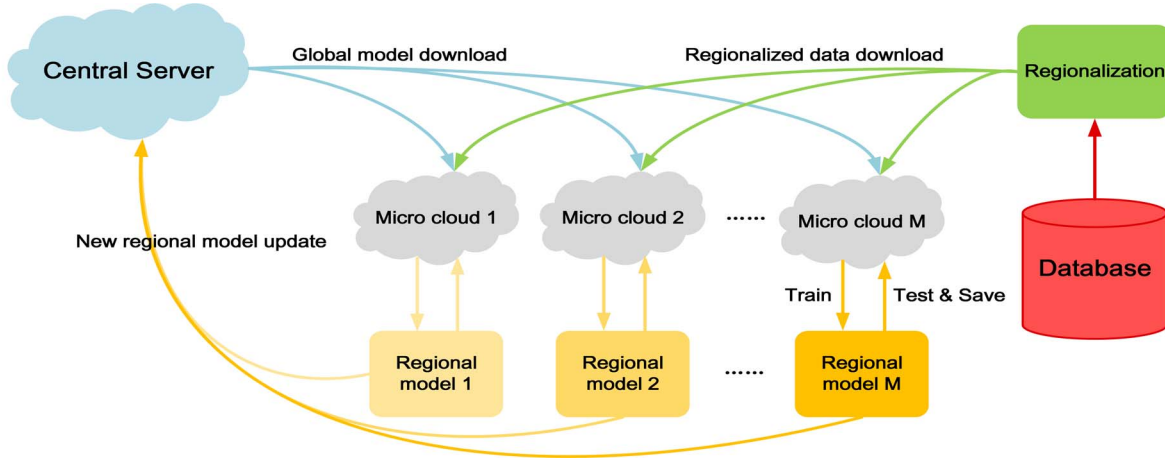 Global model download
Regionalized data download
Central Server
Regionalization
Micro cloud 1
Micro cloud 2
......
Micro cloud M
New regional model update
Database
Train
Test & Save
Regional
model 1
Regional
model 2
......
Regional
model M